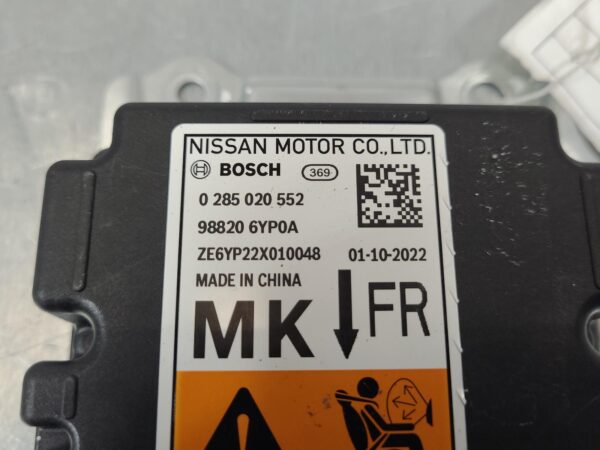 NISSAN MOTOR CO.,LTD.
BOSCH 369
0 285 020 552
98820 6YP0A
ZE6YP22X010048 01-10-2022
MADE IN CHINA
MK FR